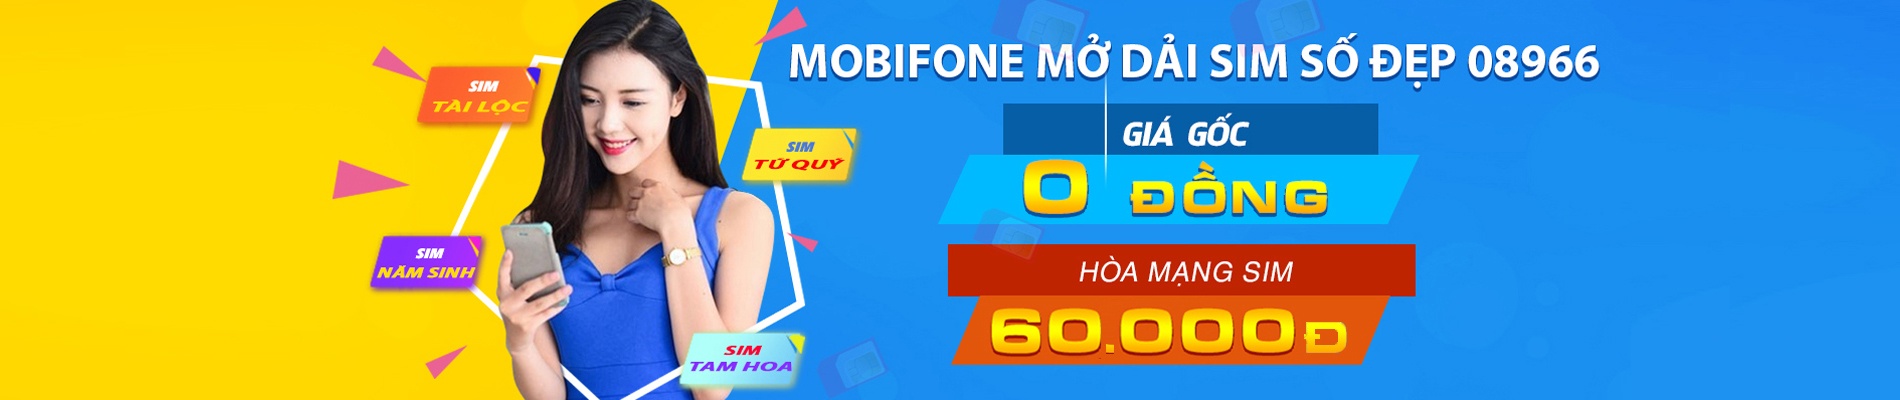 MOBIFONE MỞ DẢI SIM SỐ ĐẸP 08966
GIÁ GỐC
0 ĐỒNG
HÒA MẠNG SIM
60.000Đ
SIM
TÀI LỘC
SIM
TỨ QUÝ
SIM
NĂM SINH
SIM
TAM HOA